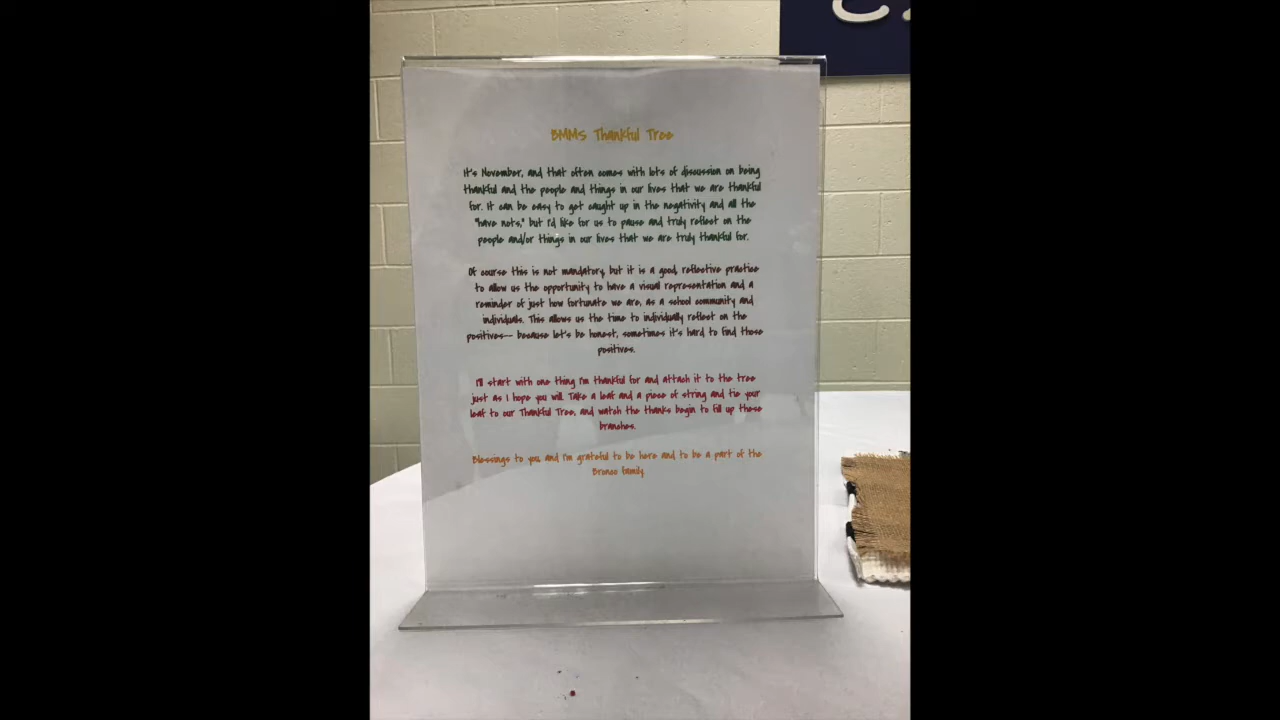 BMMS Thankful Tree
It's November, and that often comes with lots of discussion on being
thankful and the people and things in our lives that we are thankful
for. It can be easy to get caught up in the negativity and all the
"have nots," but I'd like for us to pause and truly reflect on the
people and/or things in our lives that we are truly thankful for.
Of course this is not mandatory, but it is a good, reflective practice
to allow us the opportunity to have a visual representation and a
reminder of just how fortunate we are, as a school community and
individuals. This allows us the time to individually reflect on the
positives— because let's be honest, sometimes it's hard to find those
positives.
I'll start with one thing I'm thankful for and attach it to the tree
just as I hope you will. Take a leaf and a piece of string and tie your
leaf to our Thankful Tree, and watch the thanks begin to fill up these
branches.
Blessings to you, and I'm grateful to be here and to be a part of the
Bronco family.